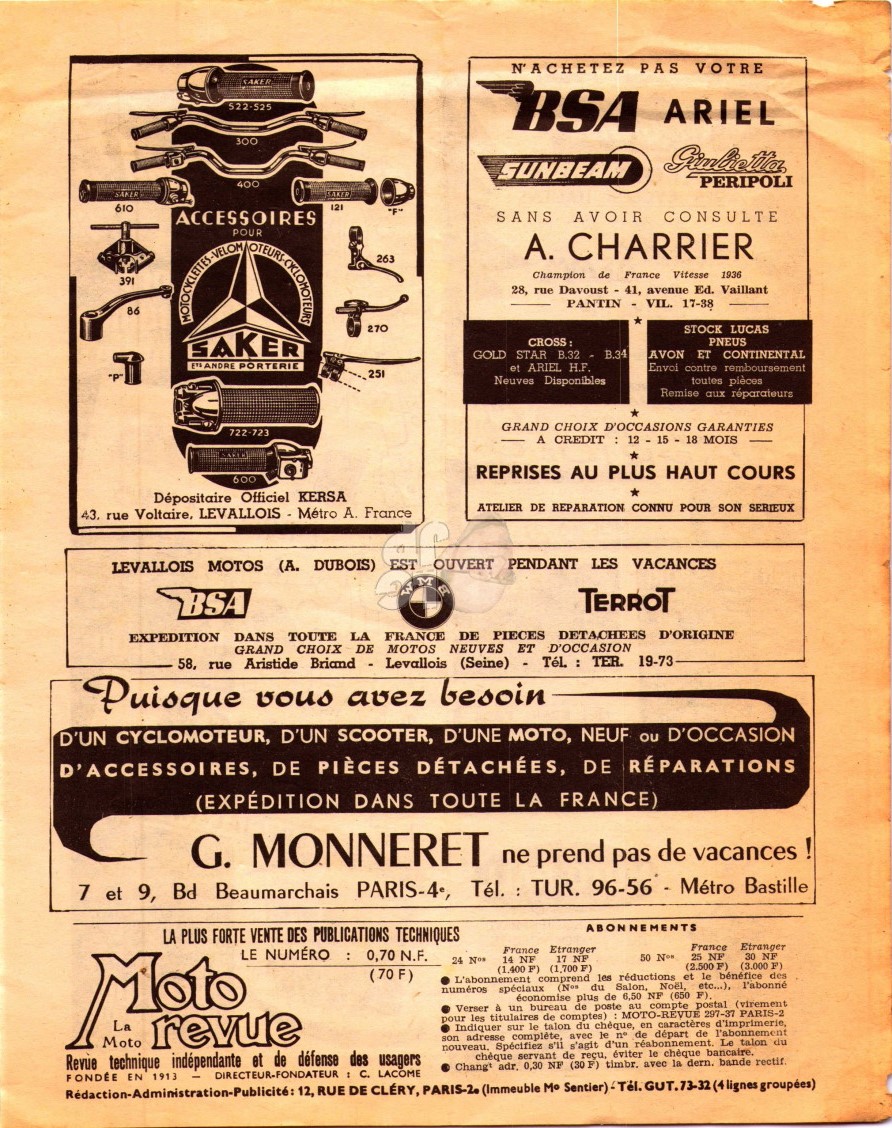 SAKER
522-525
300
400
SAKER
610
SAKER
121
"F"
ACCESSOIRES
POUR
MOTOCYCLETTES-VELOMOTEURS-CYCLOMOTEURS
391
263
86
270
SAKER
Ets ANDRE PORTERIE
"P"
251
722-723
SAKER
600
Dépositaire Officiel KERSA
43, rue Voltaire, LEVALLOIS - Métro A. France
N'ACHETEZ PAS VOTRE
BSA ARIEL
SUNBEAM Giulietta
PERIPOLI
SANS AVOIR CONSULTE
A. CHARRIER
Champion de France Vitesse 1936
28, rue Davoust - 41, avenue Ed. Vaillant
PANTIN - VIL. 17-38
CROSS :
GOLD STAR B.32 - B.34
et ARIEL H.F.
Neuves Disponibles
STOCK LUCAS
PNEUS
AVON ET CONTINENTAL
Envoi contre remboursement
toutes pièces
Remise aux réparateurs
GRAND CHOIX D'OCCASIONS GARANTIES
A CREDIT : 12 - 15 - 18 MOIS
REPRISES AU PLUS HAUT COURS
ATELIER DE REPARATION CONNU POUR SON SERIEUX
LEVALLOIS MOTOS (A. DUBOIS) EST OUVERT PENDANT LES VACANCES
BSA BMW TERROT
EXPEDITION DANS TOUTE LA FRANCE DE PIECES DETACHEES D'ORIGINE
GRAND CHOIX DE MOTOS NEUVES ET D'OCCASION
58, rue Aristide Briand - Levallois (Seine) - Tél. : TER. 19-73
Puisque vous avez besoin
D'UN CYCLOMOTEUR, D'UN SCOOTER, D'UNE MOTO, NEUF ou D'OCCASION
D'ACCESSOIRES, DE PIÈCES DÉTACHÉES, DE RÉPARATIONS
(EXPÉDITION DANS TOUTE LA FRANCE)
G. MONNERET ne prend pas de vacances !
7 et 9, Bd Beaumarchais PARIS-4e, Tél. : TUR. 96-56 - Métro Bastille
LA PLUS FORTE VENTE DES PUBLICATIONS TECHNIQUES
LE NUMÉRO : 0,70 N.F.
(70 F)
Moto
La
Moto revue
Revue technique indépendante et de défense des usagers
FONDÉE EN 1913 — DIRECTEUR-FONDATEUR : C. LACOME
ABONNEMENTS
France Etranger France Etranger
24 Nos 14 NF 17 NF 50 Nos 25 NF 30 NF
(1.400 F) (1,700 F) (2.500 F) (3.000 F)
● L'abonnement comprend les réductions et le bénéfice des
numéros spéciaux (Nos du Salon, Noël, etc...), l'abonné
économise plus de 6,50 NF (650 F).
● Verser à un bureau de poste au compte postal (virement
pour les titulaires de comptes) : MOTO-REVUE 297-37 PARIS-2
● Indiquer sur le talon du chèque, en caractères d'imprimerie,
son adresse complète, avec le n° de départ de l'abonnement
nouveau. Spécifiez s'il s'agit d'un réabonnement. Le talon du
chèque servant de reçu, éviter le chèque bancaire.
● Changt adr. 0,30 NF (30 F) timbr. avec la dern. bande rectif.
Rédaction-Administration-Publicité : 12, RUE DE CLÉRY, PARIS-2e (Immeuble Mo Sentier) - Tél. GUT. 73-32 (4 lignes groupées)